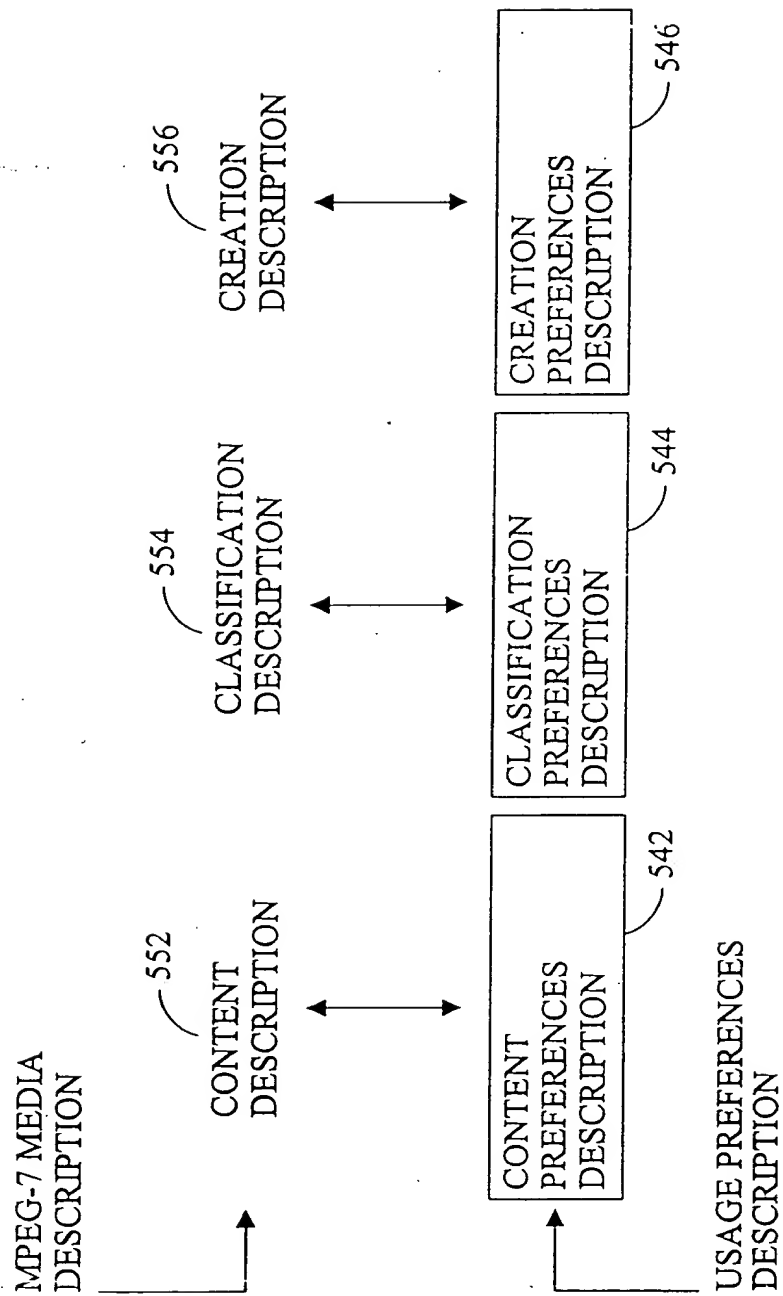 MPEG-7 MEDIA
DESCRIPTION
552
CONTENT
DESCRIPTION
554
CLASSIFICATION
DESCRIPTION
556
CREATION
DESCRIPTION
CONTENT
PREFERENCES
DESCRIPTION
542
CLASSIFICATION
PREFERENCES
DESCRIPTION
544
CREATION
PREFERENCES
DESCRIPTION
546
USAGE PREFERENCES
DESCRIPTION